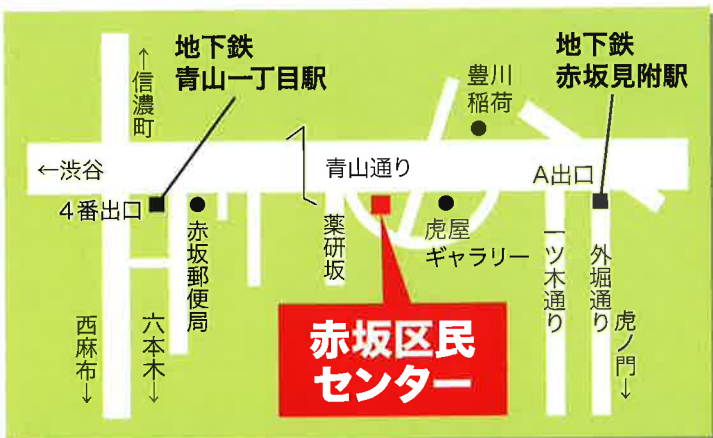 地下鉄
青山一丁目駅
↑信濃町
豊川
稲荷
地下鉄
赤坂見附駅
←渋谷
青山通り
A出口
4番出口
赤坂郵便局
薬研坂
虎屋
ギャラリー
一ツ木通り
外堀通り
虎ノ門↓
西麻布↓
六本木↓
赤坂区民
センター